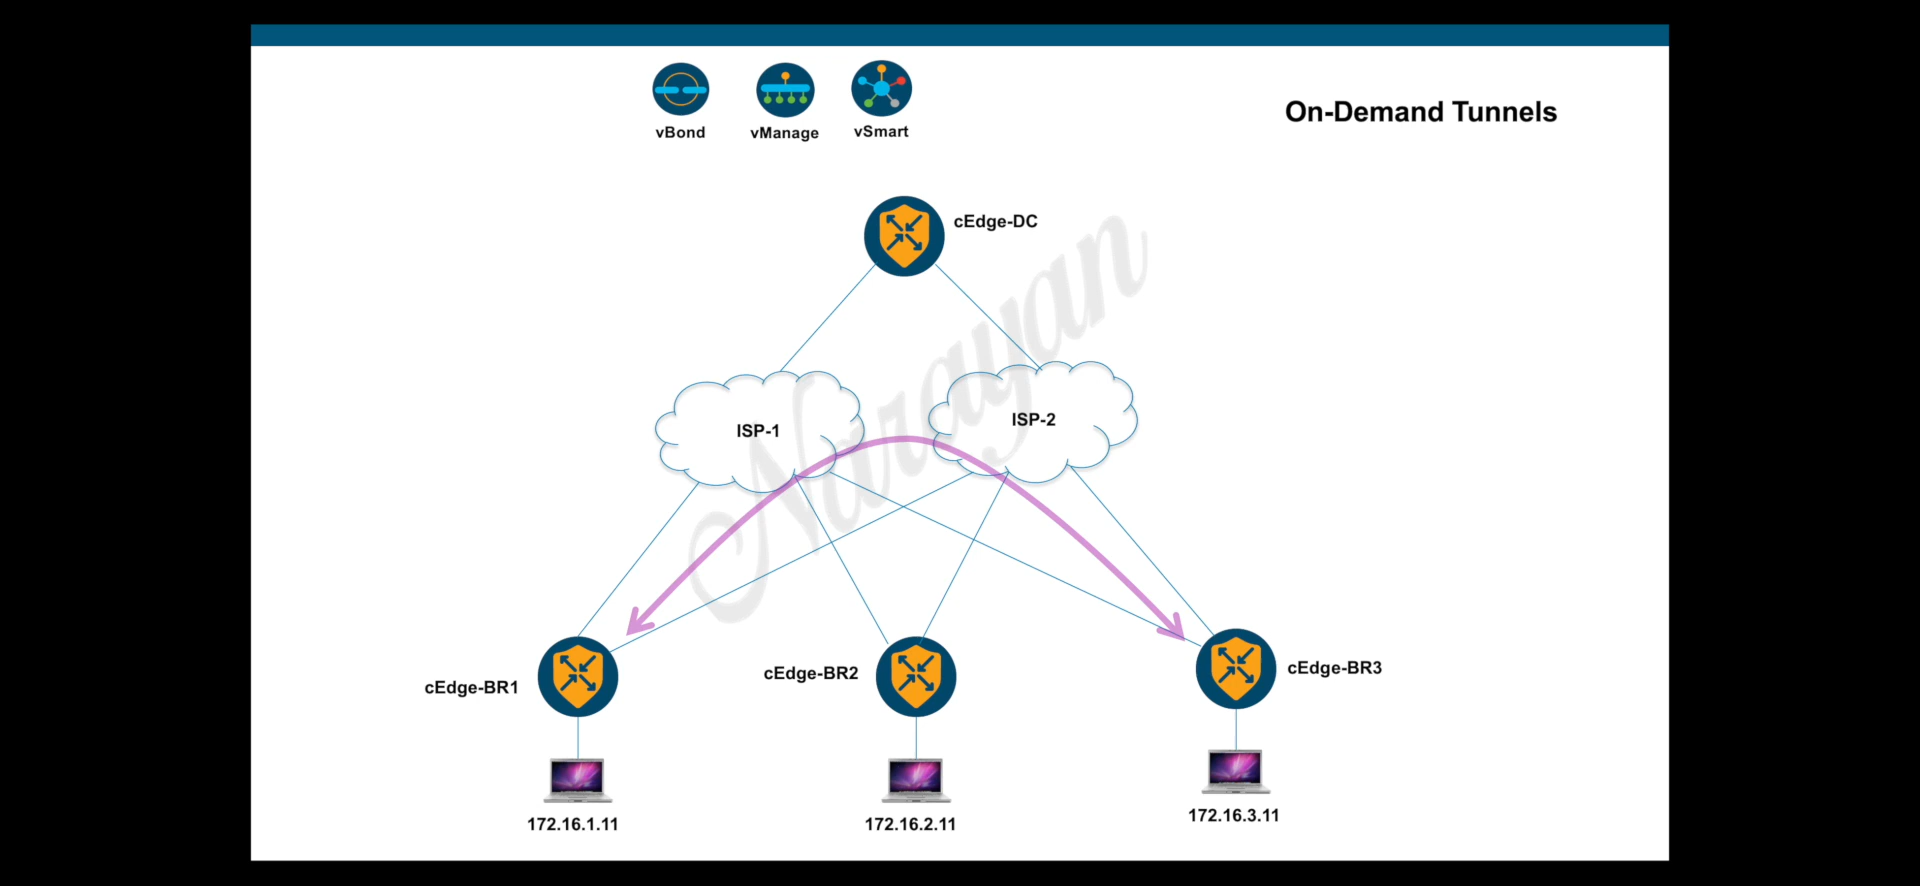 vBond
vManage
vSmart
On-Demand Tunnels
cEdge-DC
ISP-1
ISP-2
Narayan
cEdge-BR1
cEdge-BR2
cEdge-BR3
172.16.1.11
172.16.2.11
172.16.3.11